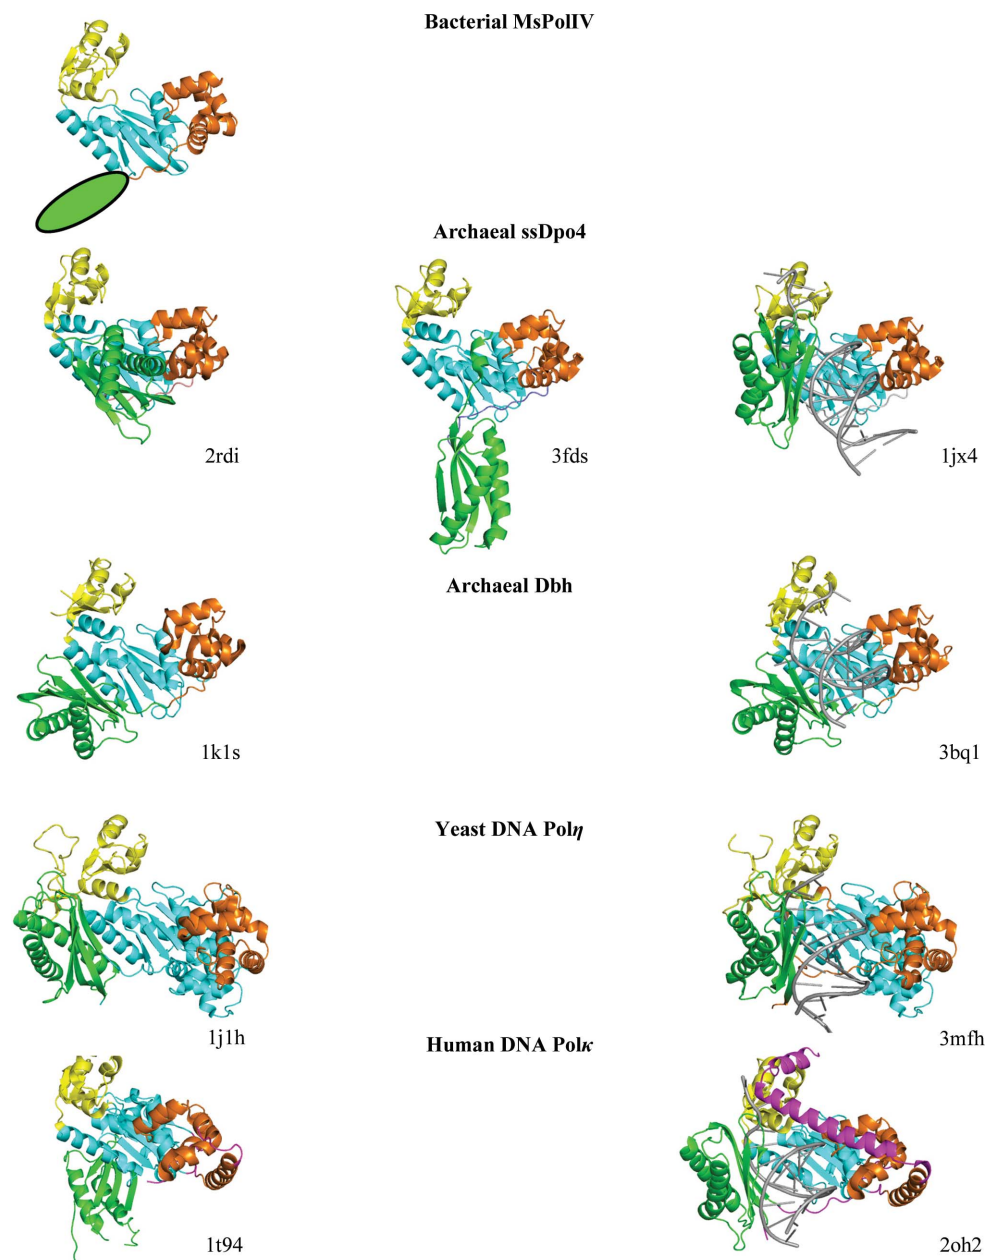 Bacterial MsPolIV
Archaeal ssDpo4
2rdi
3fds
1jx4
Archaeal Dbh
1k1s
3bq1
Yeast DNA Polη
1j1h
3mfh
Human DNA Polκ
1t94
2oh2